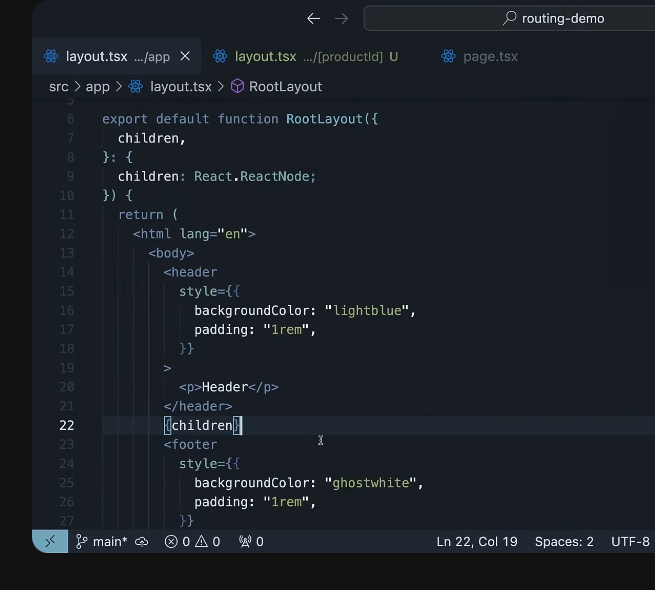 ← → routing-demo
layout.tsx .../app × layout.tsx .../[productId] U page.tsx
src > app > layout.tsx > RootLayout
5
6 export default function RootLayout({
7 children,
8 }: {
9 children: React.ReactNode;
10 }) {
11 return (
12 <html lang="en">
13 <body>
14 <header
15 style={{
16 backgroundColor: "lightblue",
17 padding: "1rem",
18 }}
19 >
20 <p>Header</p>
21 </header>
22 {children}
23 <footer
24 style={{
25 backgroundColor: "ghostwhite",
26 padding: "1rem",
27 }}
main* 0 0 0 Ln 22, Col 19 Spaces: 2 UTF-8